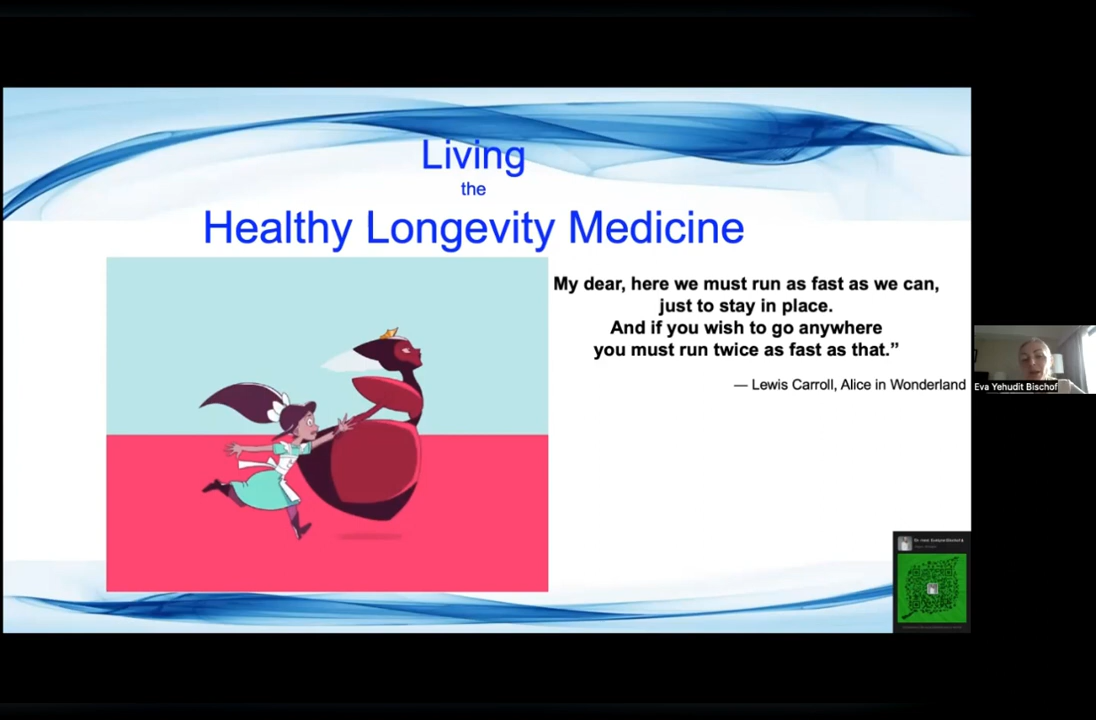 Living
the
Healthy Longevity Medicine
My dear, here we must run as fast as we can,
just to stay in place.
And if you wish to go anywhere
you must run twice as fast as that.”
— Lewis Carroll, Alice in Wonderland
Eva Yehudit Bischof